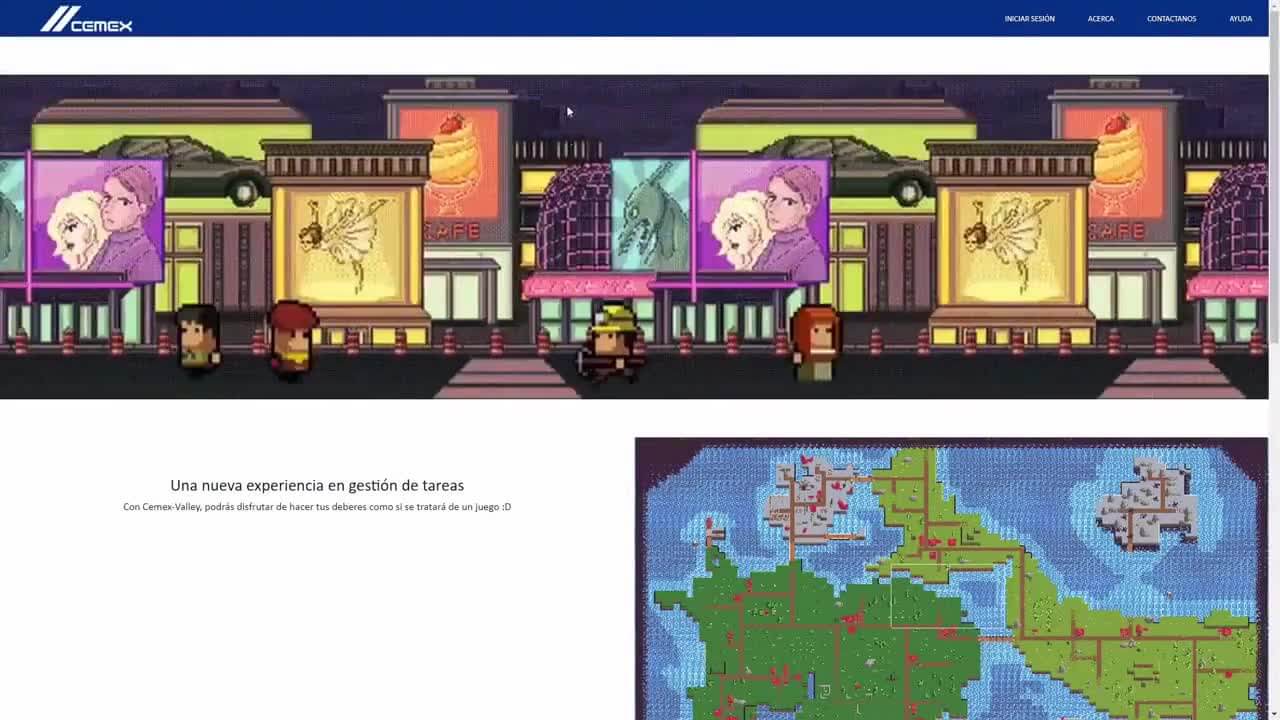 CEMEX
INICIAR SESIÓN
ACERCA
CONTACTANOS
AYUDA
CAFE
CAFE
Una nueva experiencia en gestión de tareas
Con Cemex-Valley, podrás disfrutar de hacer tus deberes como si se tratará de un juego :D